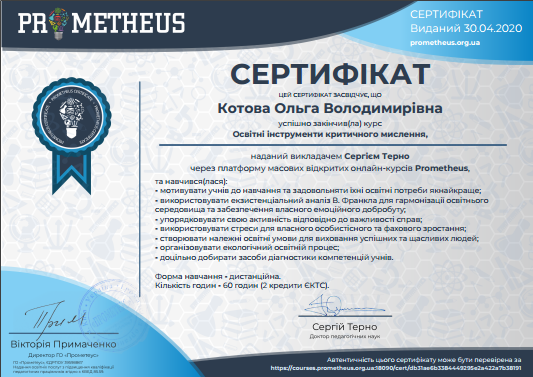 PROMETHEUS
СЕРТИФІКАТ
Виданий 30.04.2020
prometheus.org.ua
СЕРТИФІКАТ
ЦЕЙ СЕРТИФІКАТ ЗАСВІДЧУЄ, ЩО
Котова Ольга Володимирівна
успішно закінчив(ла) курс
Освітні інструменти критичного мислення,
наданий викладачем Сергієм Терно
через платформу масових відкритих онлайн-курсів Prometheus,
та навчився(лася):
- мотивувати учнів до навчання та задовольняти їхні освітні потреби якнайкраще;
- використовувати екзистенціальний аналіз В. Франкла для гармонізації освітнього
середовища та забезпечення власного емоційного добробуту;
- упорядковувати свою активність відповідно до важливості справ;
- використовувати стреси для власного особистісного та фахового зростання;
- створювати належні освітні умови для виховання успішних та щасливих людей;
- організовувати екологічний освітній процес;
- доцільно добирати засоби діагностики компетенцій учнів.
Форма навчання - дистанційна.
Кількість годин - 60 годин (2 кредити ЄКТС).
Вікторія Примаченко
Директор ГО «Прометеус»
Сергій Терно
Доктор педагогічних наук
Автентичність цього сертифікату може бути перевірена за
https://courses.prometheus.org.ua:18090/cert/db31ae6b3384449295e2a422a7b38191